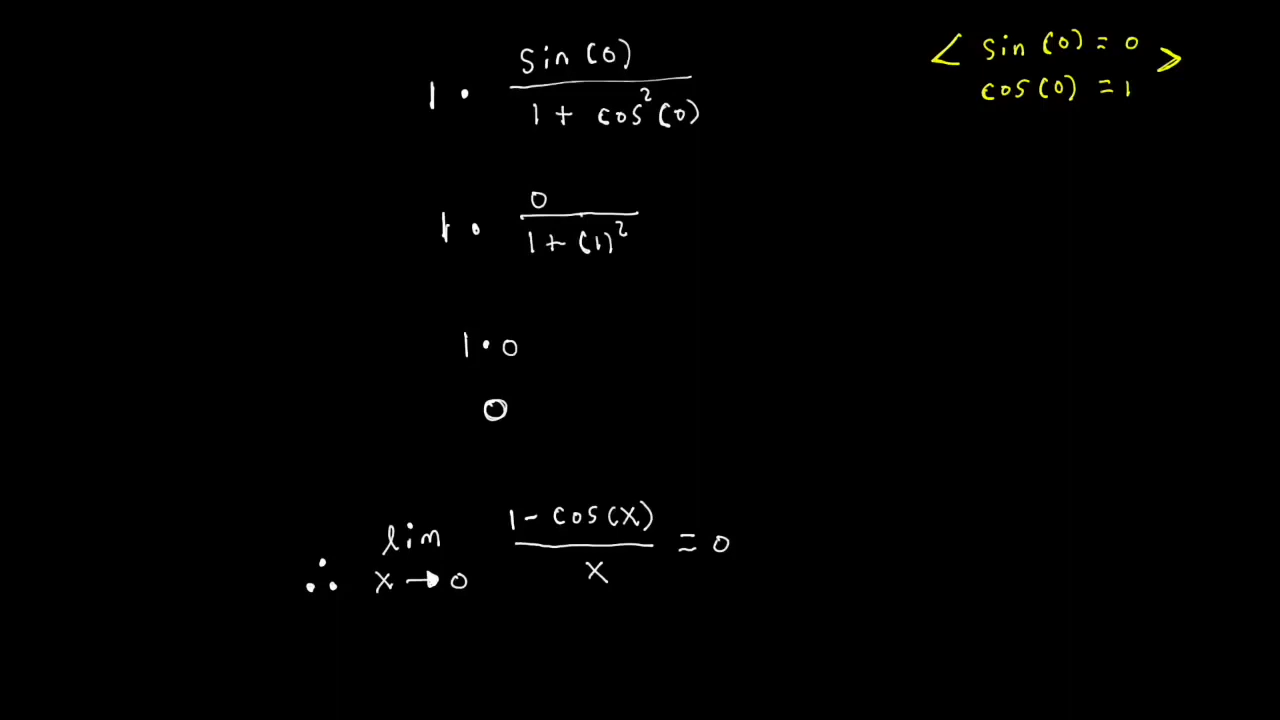 1 · sin(0) / 1 + cos²(0)
< sin(0) = 0
cos(0) = 1 >
1 · 0 / 1 + (1)²
1 · 0
0
∴ lim x → 0 1 - cos(x) / x = 0